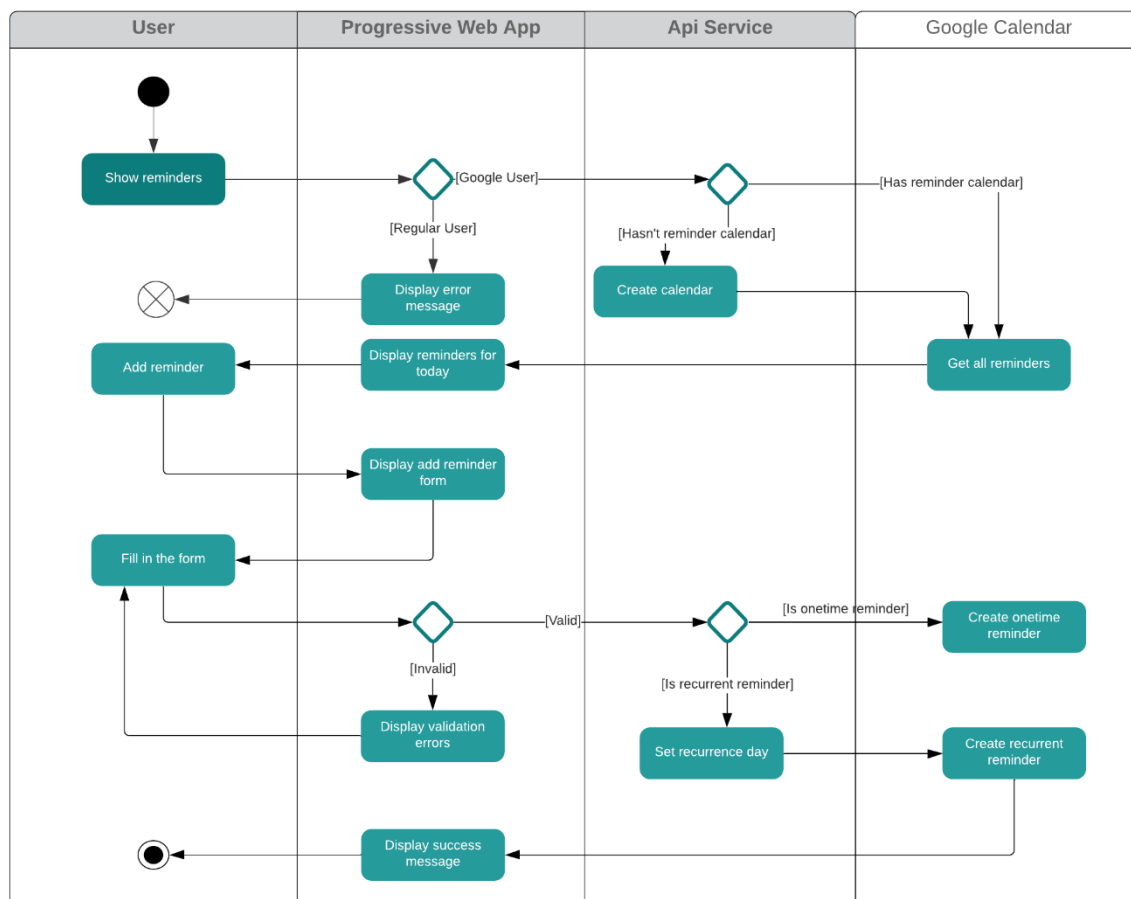 User
Progressive Web App
Api Service
Google Calendar
Show reminders
[Google User]
[Has reminder calendar]
[Regular User]
[Hasn't reminder calendar]
Display error
message
Create calendar
Add reminder
Display reminders for
today
Get all reminders
Display add reminder
form
Fill in the form
[Valid]
[Is onetime reminder]
Create onetime
reminder
[Invalid]
[Is recurrent reminder]
Display validation
errors
Set recurrence day
Create recurrent
reminder
Display success
message